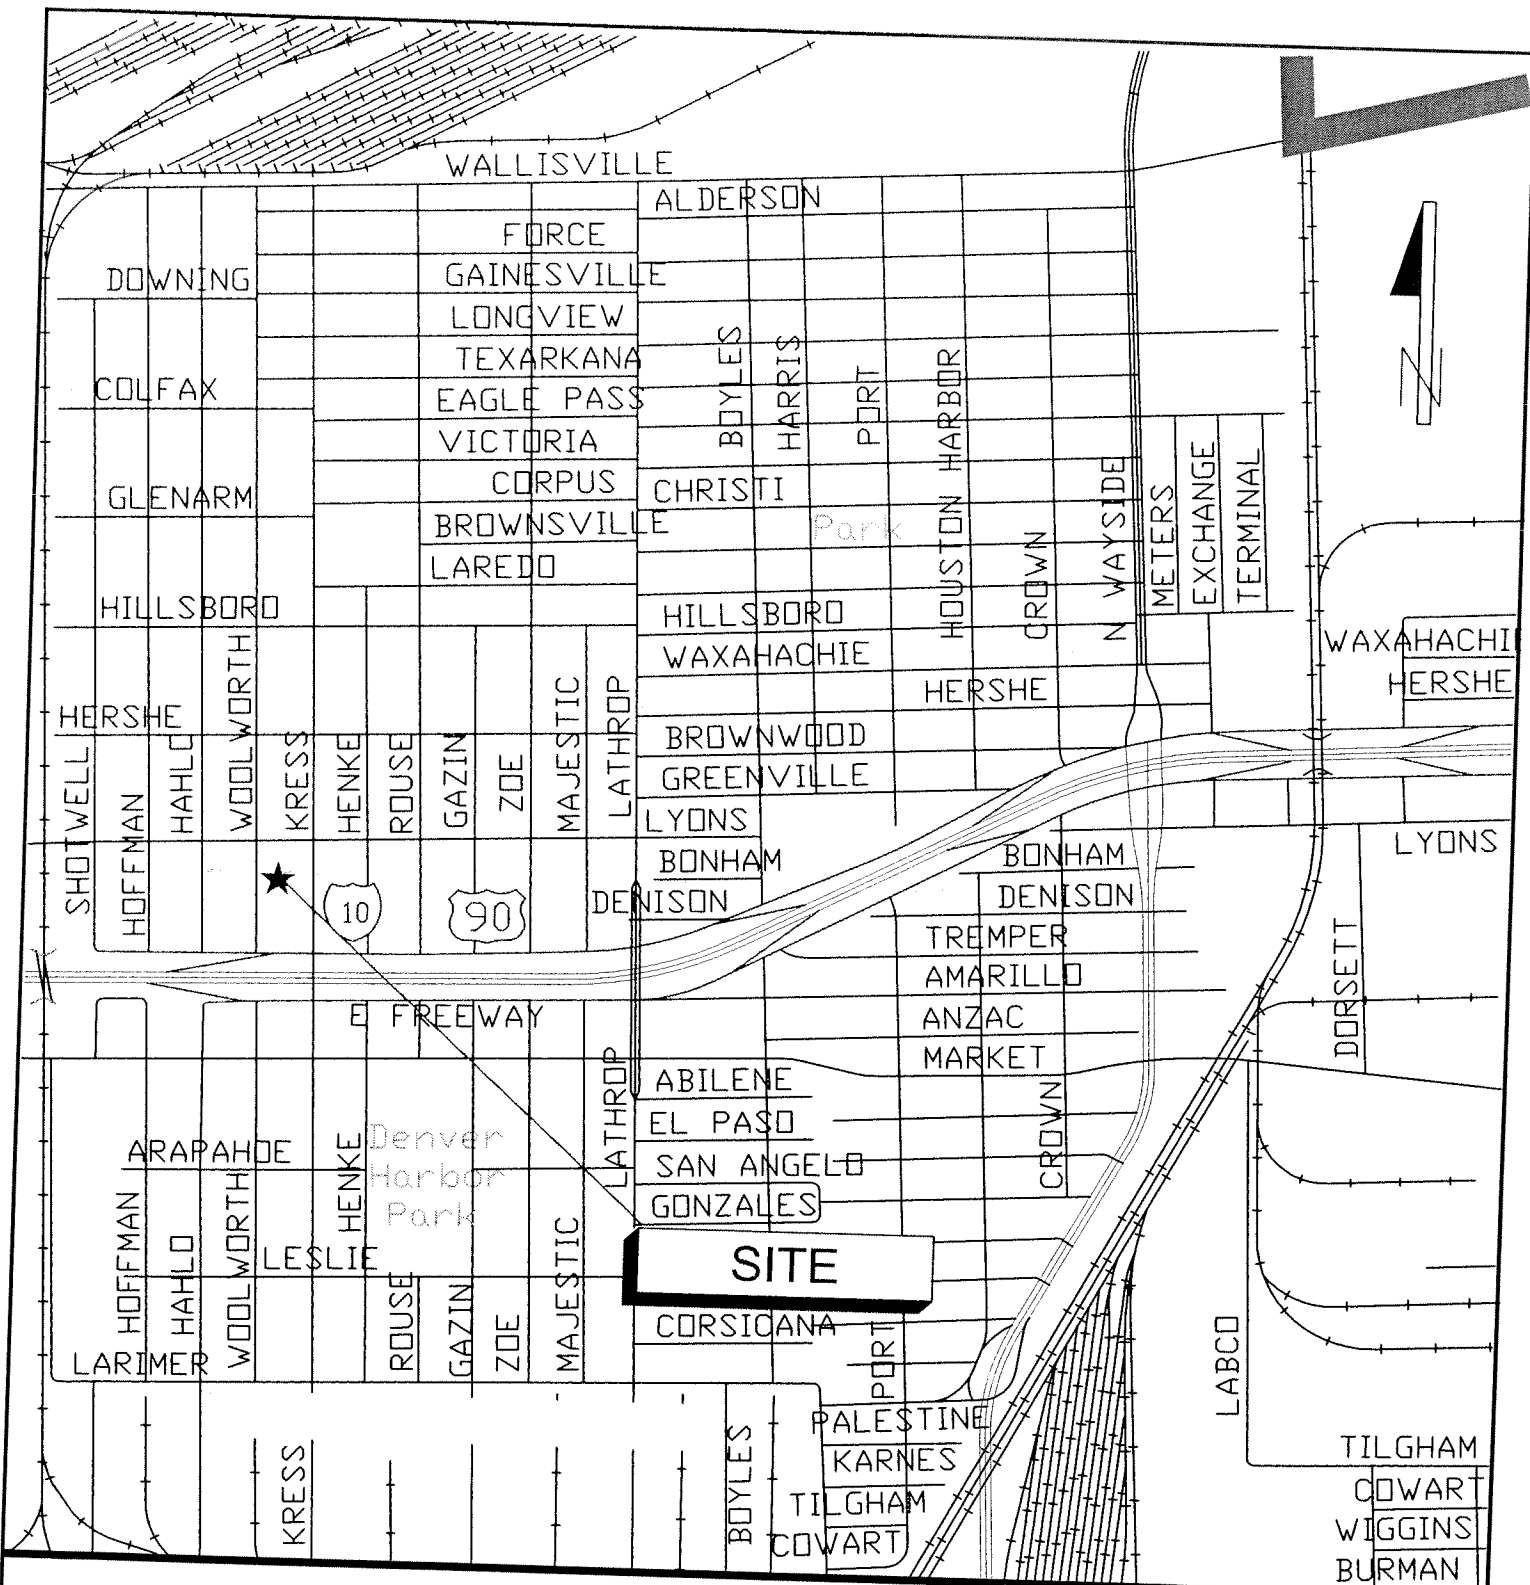 WALLISVILLE
ALDERSON
FORCE
DOWNING
GAINESVILLE
LONGVIEW
TEXARKANA
COLFAX
EAGLE PASS
VICTORIA
BOYLES
HARRIS
PORT
HOUSTON HARBOR
GLENARM
CORPUS CHRISTI
BROWNSVILLE
Park
LAREDO
CROWN
N WAYSIDE
METERS
EXCHANGE
TERMINAL
N
HILLSBORO
HILLSBORO
WAXAHACHIE
WAXAHACHI
HERSHE
HERSHE
HERSHE
BROWNWOOD
GREENVILLE
SHOTWELL
HOFFMAN
HAHLO
WOOLWORTH
KRESS
HENKE
ROUSE
GAZIN
ZOE
MAJESTIC
LATHROP
LYONS
LYONS
BONHAM
BONHAM
DENISON
DENISON
10
90
TREMPER
AMARILLO
DORSETT
E FREEWAY
ANZAC
MARKET
LATHROP
ABILENE
EL PASO
CROWN
ARAPAHOE
HENKE
Denver
Harbor
Park
SAN ANGELO
GONZALES
SITE
HOFFMAN
HAHLO
WOOLWORTH
LESLIE
ROUSE
GAZIN
ZOE
MAJESTIC
CORSICANA
PORT
LABCO
LARIMER
KRESS
BOYLES
PALESTINE
KARNES
TILGHAM
COWART
TILGHAM
COWART
WIGGINS
BURMAN